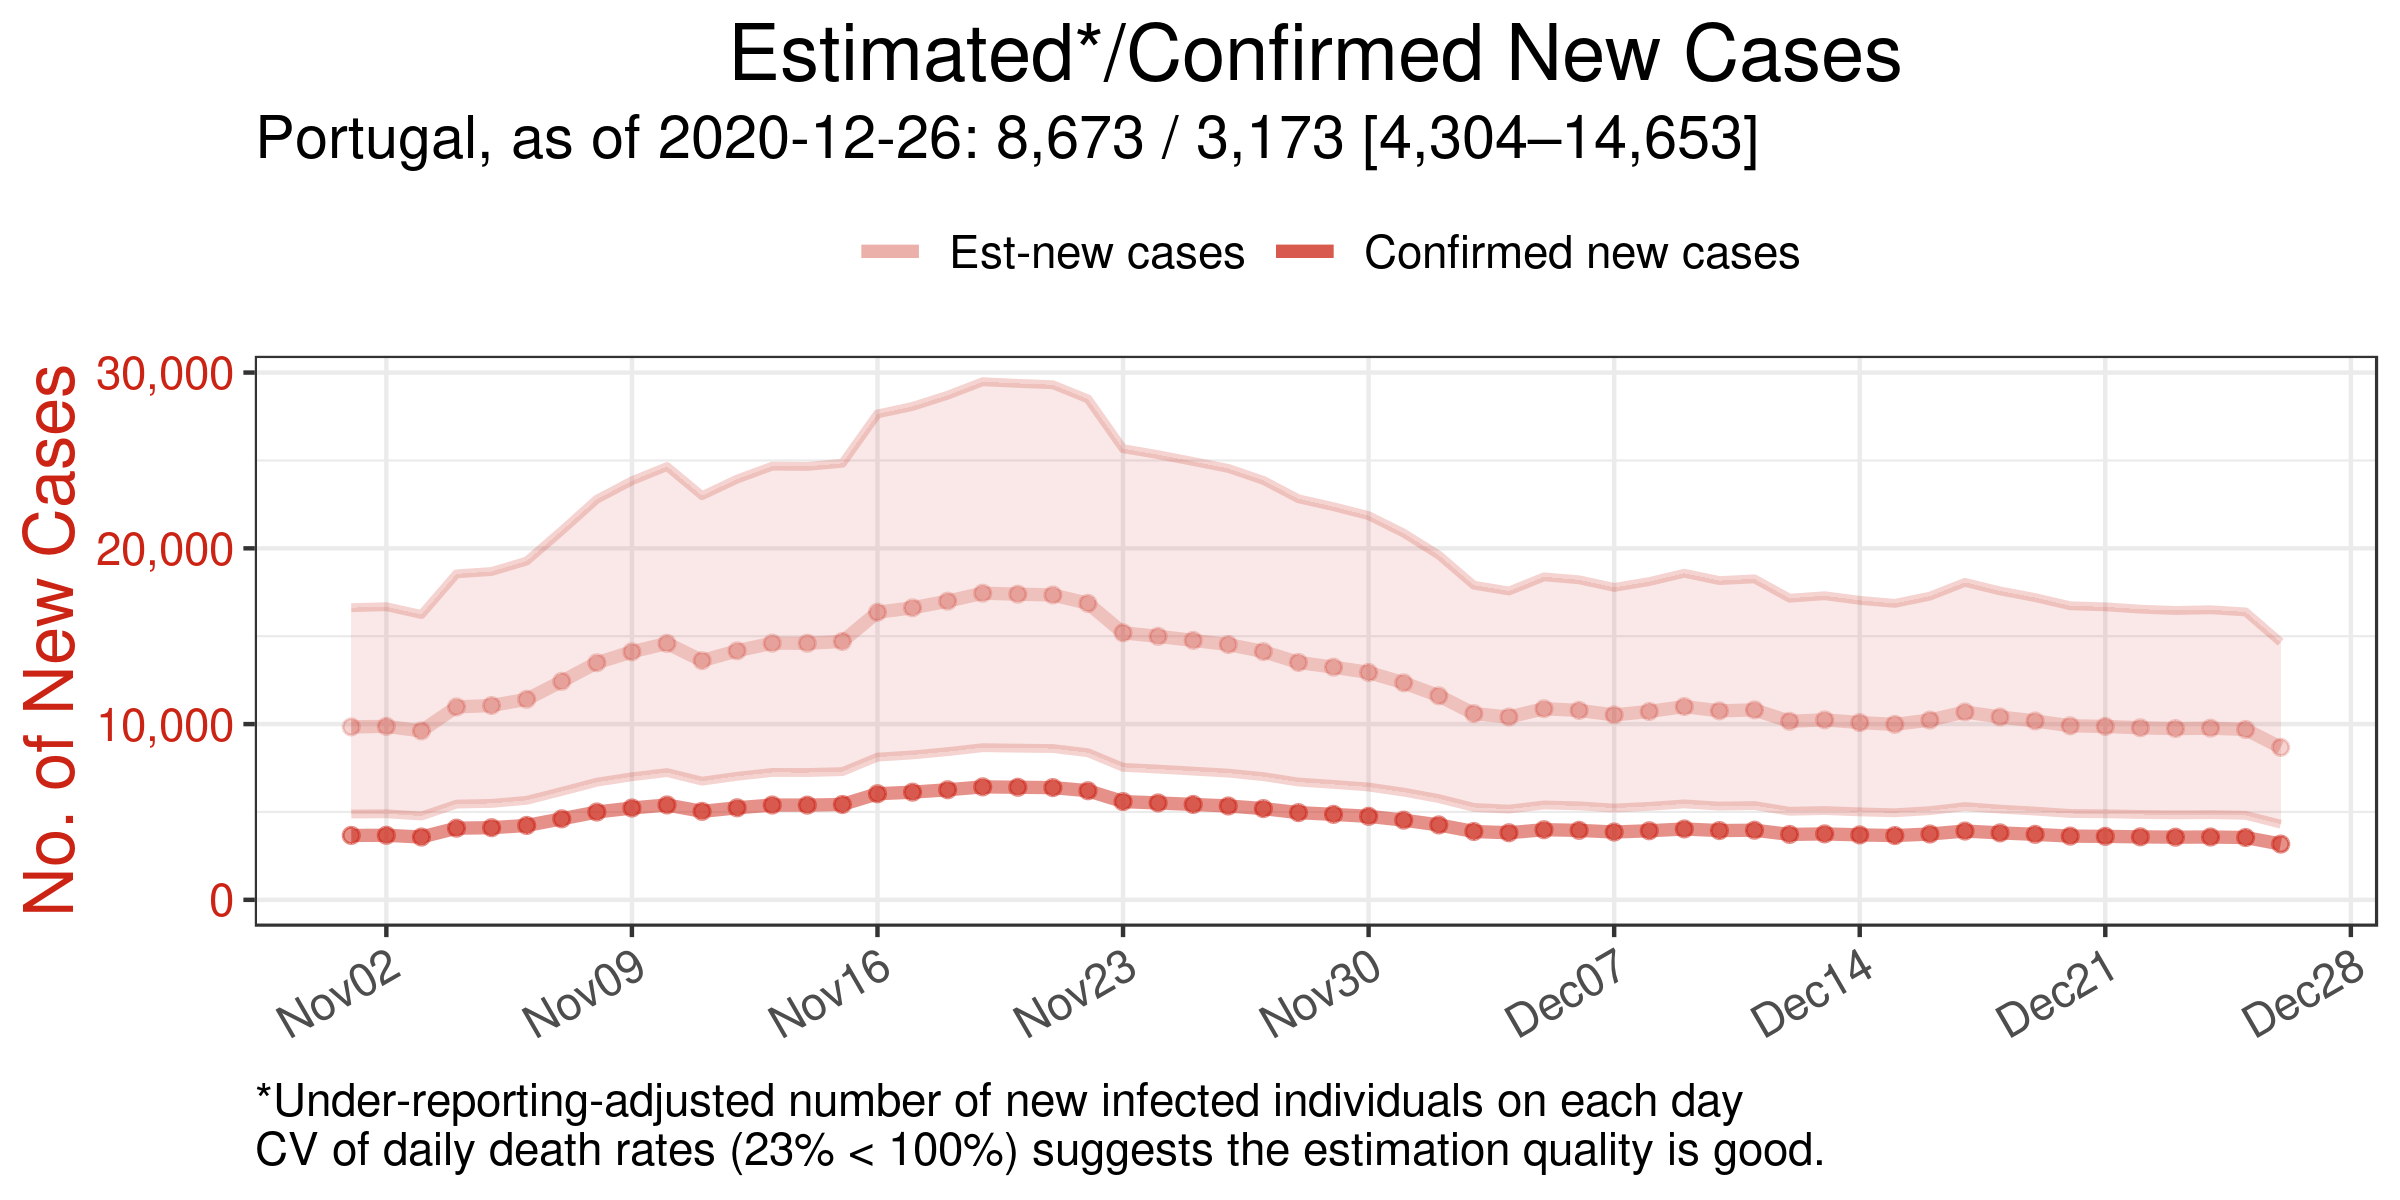 Estimated*/Confirmed New Cases
Portugal, as of 2020-12-26: 8,673 / 3,173 [4,304–14,653]
Est-new cases Confirmed new cases
No. of New Cases
30,000
20,000
10,000
0
Nov02 Nov09 Nov16 Nov23 Nov30 Dec07 Dec14 Dec21 Dec28
*Under-reporting-adjusted number of new infected individuals on each day
CV of daily death rates (23% < 100%) suggests the estimation quality is good.